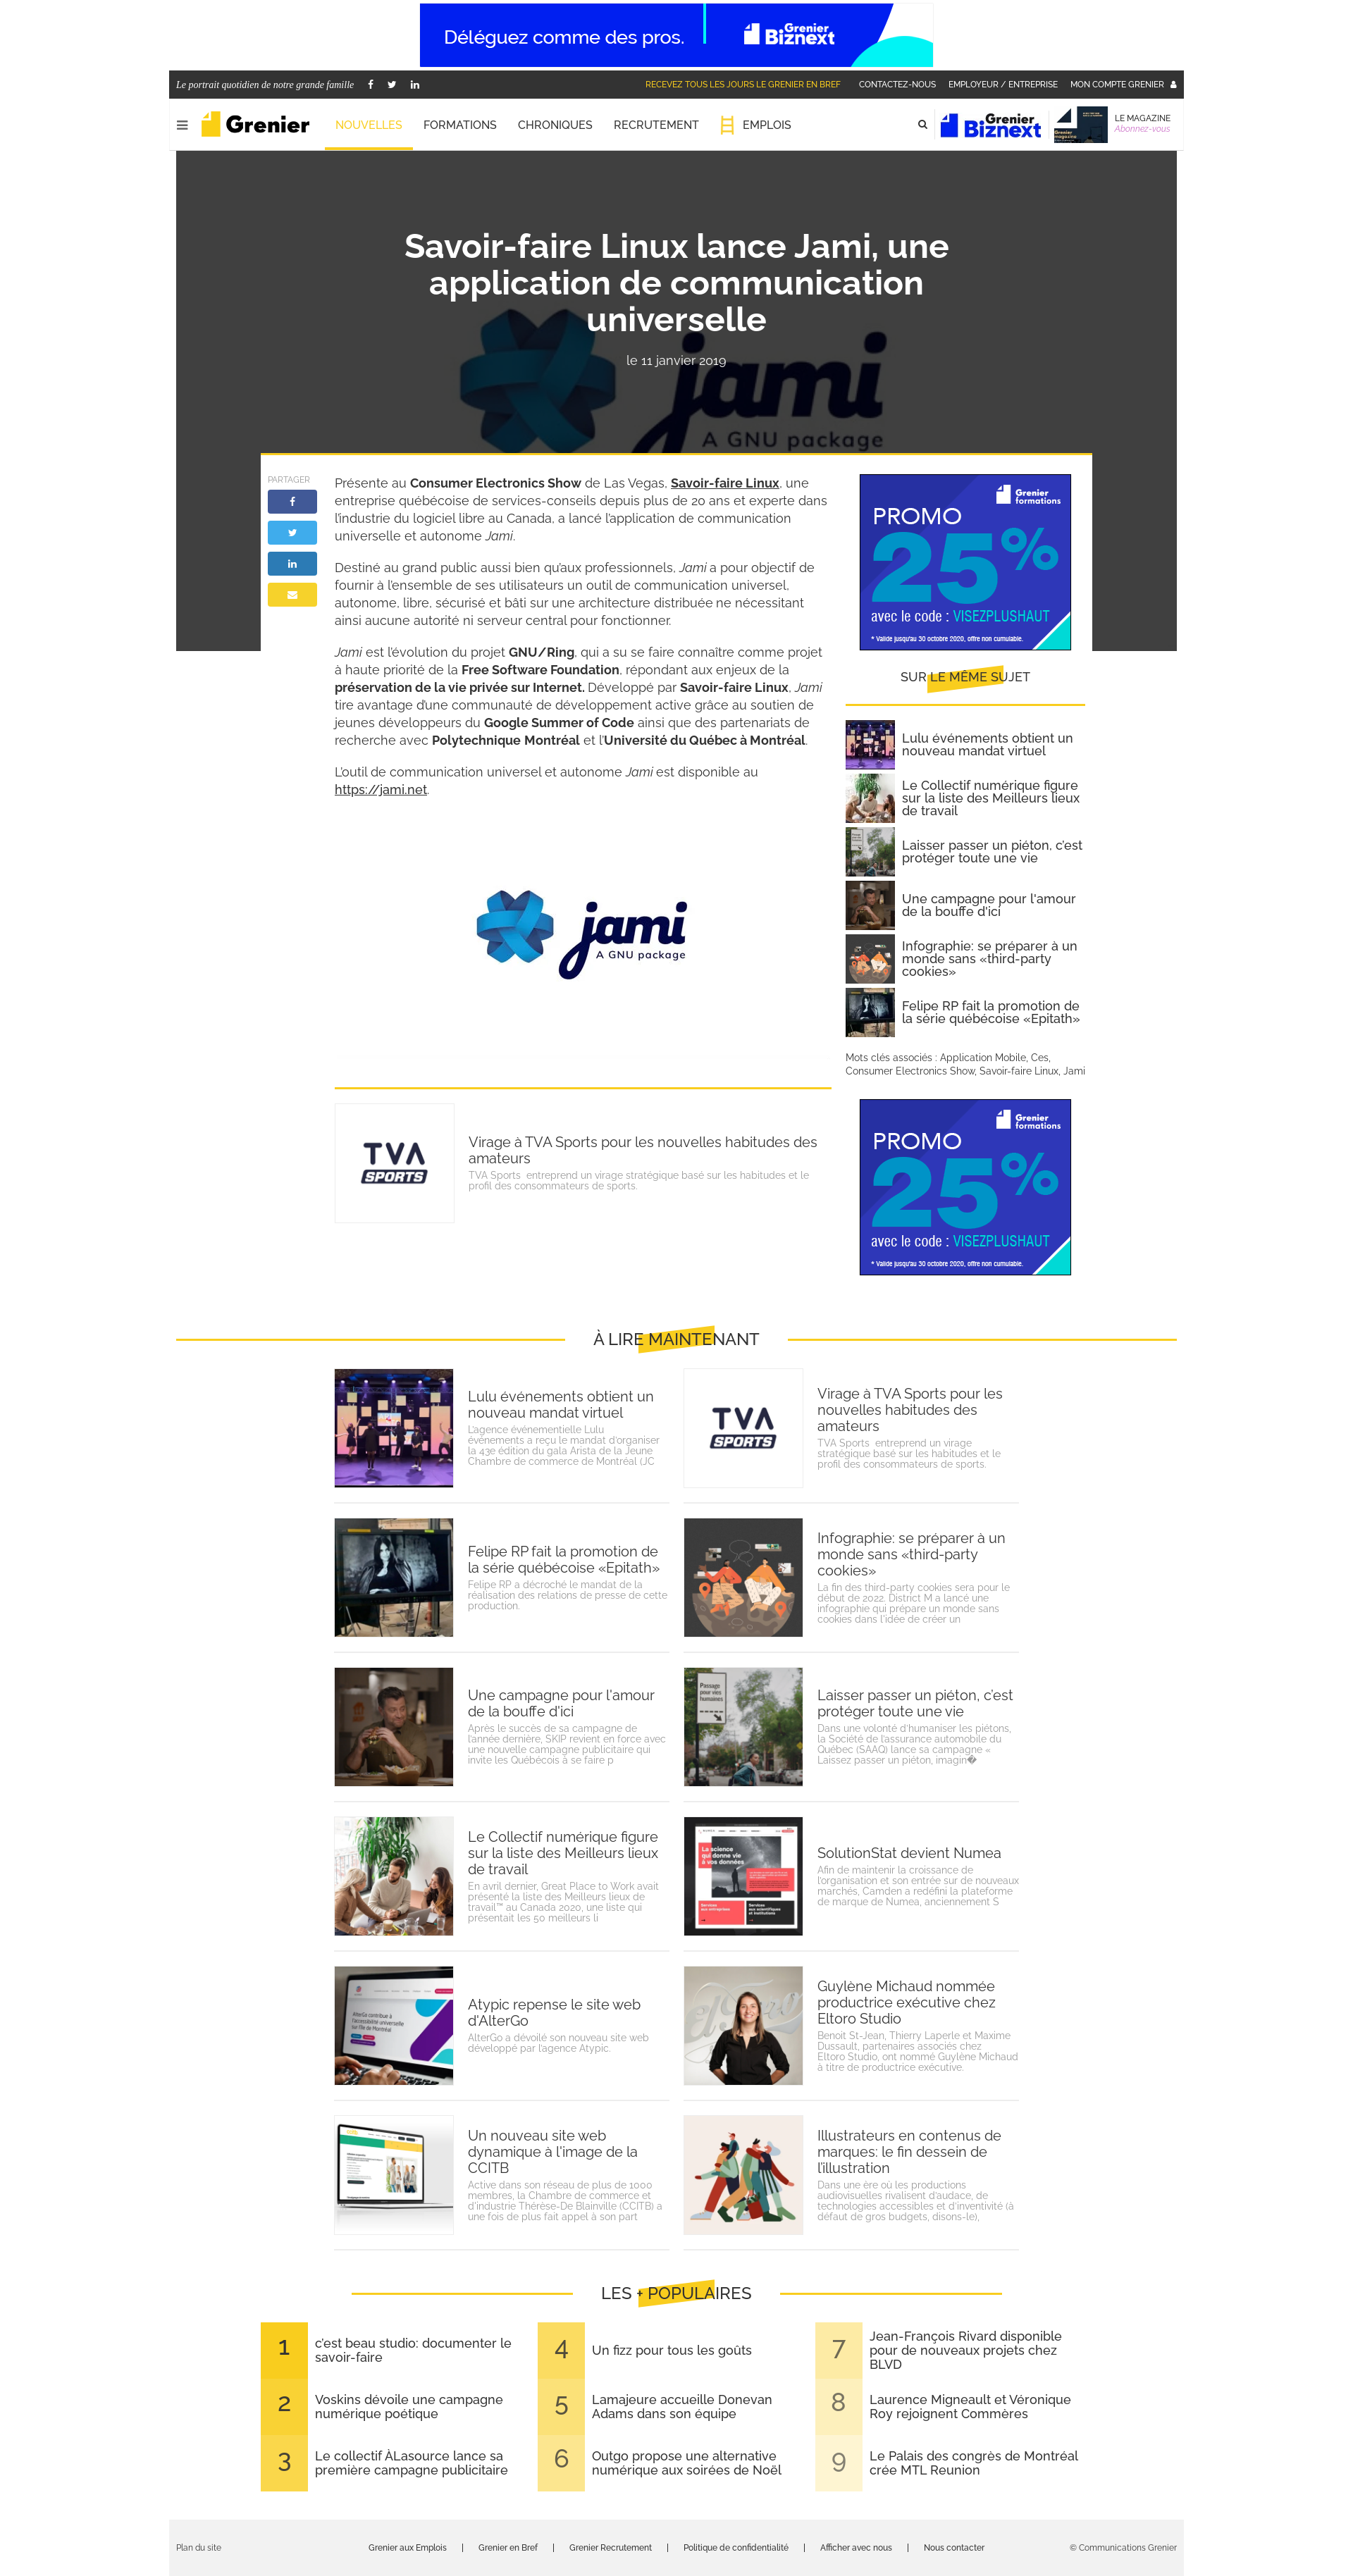 Déléguez comme des pros.
Grenier
Biznext
Le portrait quotidien de notre grande famille
RECEVEZ TOUS LES JOURS LE GRENIER EN BREF
CONTACTEZ-NOUS
EMPLOYEUR / ENTREPRISE
MON COMPTE GRENIER
Grenier
NOUVELLES
FORMATIONS
CHRONIQUES
RECRUTEMENT
EMPLOIS
Grenier
Biznext
LE MAGAZINE
Abonnez-vous
Savoir-faire Linux lance Jami, une
application de communication
universelle
le 11 janvier 2019
jami
A GNU package
PARTAGER
Présente au Consumer Electronics Show de Las Vegas, Savoir-faire Linux, une
entreprise québécoise de services-conseils depuis plus de 20 ans et experte dans
l'industrie du logiciel libre au Canada, a lancé l'application de communication
universelle et autonome Jami.
Destiné au grand public aussi bien qu'aux professionnels, Jami a pour objectif de
fournir à l'ensemble de ses utilisateurs un outil de communication universel,
autonome, libre, sécurisé et bâti sur une architecture distribuée ne nécessitant
ainsi aucune autorité ni serveur central pour fonctionner.
Jami est l'évolution du projet GNU/Ring, qui a su se faire connaître comme projet
à haute priorité de la Free Software Foundation, répondant aux enjeux de la
préservation de la vie privée sur Internet. Développé par Savoir-faire Linux, Jami
tire avantage d'une communauté de développement active grâce au soutien de
jeunes développeurs du Google Summer of Code ainsi que des partenariats de
recherche avec Polytechnique Montréal et l'Université du Québec à Montréal.
L'outil de communication universel et autonome Jami est disponible au
https://jami.net.
jami
A GNU package
TVA
SPORTS
Virage à TVA Sports pour les nouvelles habitudes des
amateurs
TVA Sports entreprend un virage stratégique basé sur les habitudes et le
profil des consommateurs de sports.
Grenier
formations
PROMO
25%
avec le code : VISEZPLUSHAUT
* Valide jusqu'au 30 octobre 2020, offre non cumulable.
SUR LE MÊME SUJET
Lulu événements obtient un
nouveau mandat virtuel
Le Collectif numérique figure
sur la liste des Meilleurs lieux
de travail
Laisser passer un piéton, c'est
protéger toute une vie
Une campagne pour l'amour
de la bouffe d'ici
Infographie: se préparer à un
monde sans «third-party
cookies»
Felipe RP fait la promotion de
la série québécoise «Epitath»
Mots clés associés : Application Mobile, Ces,
Consumer Electronics Show, Savoir-faire Linux, Jami
Grenier
formations
PROMO
25%
avec le code : VISEZPLUSHAUT
* Valide jusqu'au 30 octobre 2020, offre non cumulable.
À LIRE MAINTENANT
Lulu événements obtient un
nouveau mandat virtuel
L'agence événementielle Lulu
événements a reçu le mandat d'organiser
la 43e édition du gala Arista de la Jeune
Chambre de commerce de Montréal (JC
TVA
SPORTS
Virage à TVA Sports pour les
nouvelles habitudes des
amateurs
TVA Sports entreprend un virage
stratégique basé sur les habitudes et le
profil des consommateurs de sports.
Felipe RP fait la promotion de
la série québécoise «Epitath»
Felipe RP a décroché le mandat de la
réalisation des relations de presse de cette
production.
Infographie: se préparer à un
monde sans «third-party
cookies»
La fin des third-party cookies sera pour le
début de 2022. District M a lancé une
infographie qui prépare un monde sans
cookies dans l'idée de créer un
Une campagne pour l'amour
de la bouffe d'ici
Après le succès de sa campagne de
l'année dernière, SKIP revient en force avec
une nouvelle campagne publicitaire qui
invite les Québécois à se faire p
Passage
pour vies
humaines
Laisser passer un piéton, c'est
protéger toute une vie
Dans une volonté d'humaniser les piétons,
la Société de l'assurance automobile du
Québec (SAAQ) lance sa campagne «
Laissez passer un piéton, imagin�
Le Collectif numérique figure
sur la liste des Meilleurs lieux
de travail
En avril dernier, Great Place to Work avait
présenté la liste des Meilleurs lieux de
travail™ au Canada 2020, une liste qui
présentait les 50 meilleurs li
La science
qui donne vie
à vos données
SolutionStat devient Numea
Afin de maintenir la croissance de
l'organisation et son entrée sur de nouveaux
marchés, Camden a redéfini la plateforme
de marque de Numea, anciennement S
AlterGo contribue à
l'accessibilité universelle
sur l'île de Montréal
Atypic repense le site web
d'AlterGo
AlterGo a dévoilé son nouveau site web
développé par l'agence Atypic.
Guylène Michaud nommée
productrice exécutive chez
Eltoro Studio
Benoit St-Jean, Thierry Laperle et Maxime
Dussault, partenaires associés chez
Eltoro Studio, ont nommé Guylène Michaud
à titre de productrice exécutive.
Un nouveau site web
dynamique à l'image de la
CCITB
Active dans son réseau de plus de 1000
membres, la Chambre de commerce et
d'industrie Thérèse-De Blainville (CCITB) a
une fois de plus fait appel à son part
Illustrateurs en contenus de
marques: le fin dessein de
l'illustration
Dans une ère où les productions
audiovisuelles rivalisent d'audace, de
technologies accessibles et d'inventivité (à
défaut de gros budgets, disons-le),
LES + POPULAIRES
1
c'est beau studio: documenter le
savoir-faire
2
Voskins dévoile une campagne
numérique poétique
3
Le collectif ÀLasource lance sa
première campagne publicitaire
4
Un fizz pour tous les goûts
5
Lamajeure accueille Donevan
Adams dans son équipe
6
Outgo propose une alternative
numérique aux soirées de Noël
7
Jean-François Rivard disponible
pour de nouveaux projets chez
BLVD
8
Laurence Migneault et Véronique
Roy rejoignent Commères
9
Le Palais des congrès de Montréal
crée MTL Reunion
Plan du site
Grenier aux Emplois | Grenier en Bref | Grenier Recrutement | Politique de confidentialité | Afficher avec nous | Nous contacter
© Communications Grenier